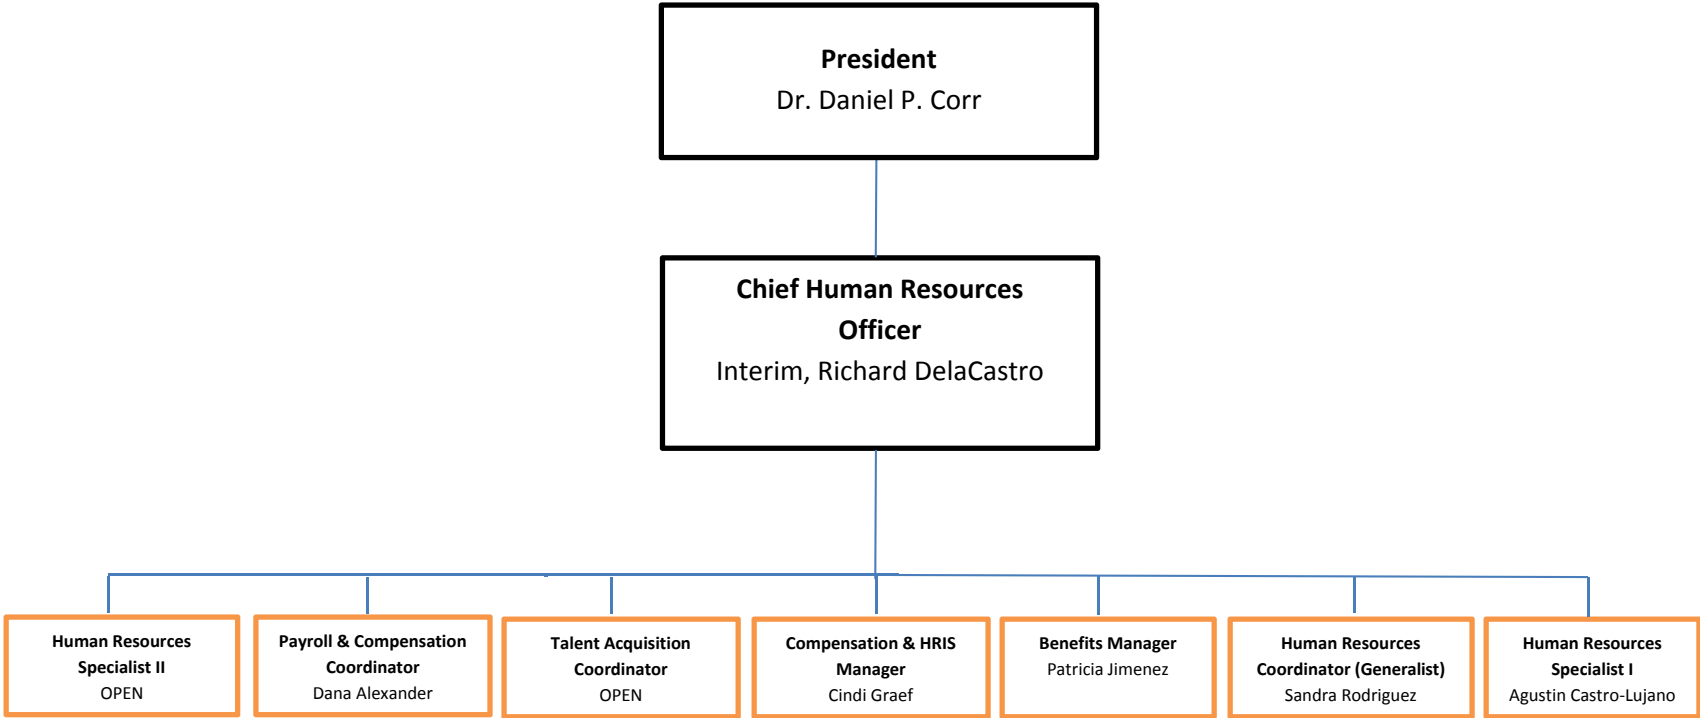 President
Dr. Daniel P. Corr
Chief Human Resources
Officer
Interim, Richard DelaCastro
Human Resources
Specialist II
OPEN
Payroll & Compensation
Coordinator
Dana Alexander
Talent Acquisition
Coordinator
OPEN
Compensation & HRIS
Manager
Cindi Graef
Benefits Manager
Patricia Jimenez
Human Resources
Coordinator (Generalist)
Sandra Rodriguez
Human Resources
Specialist I
Agustin Castro-Lujano